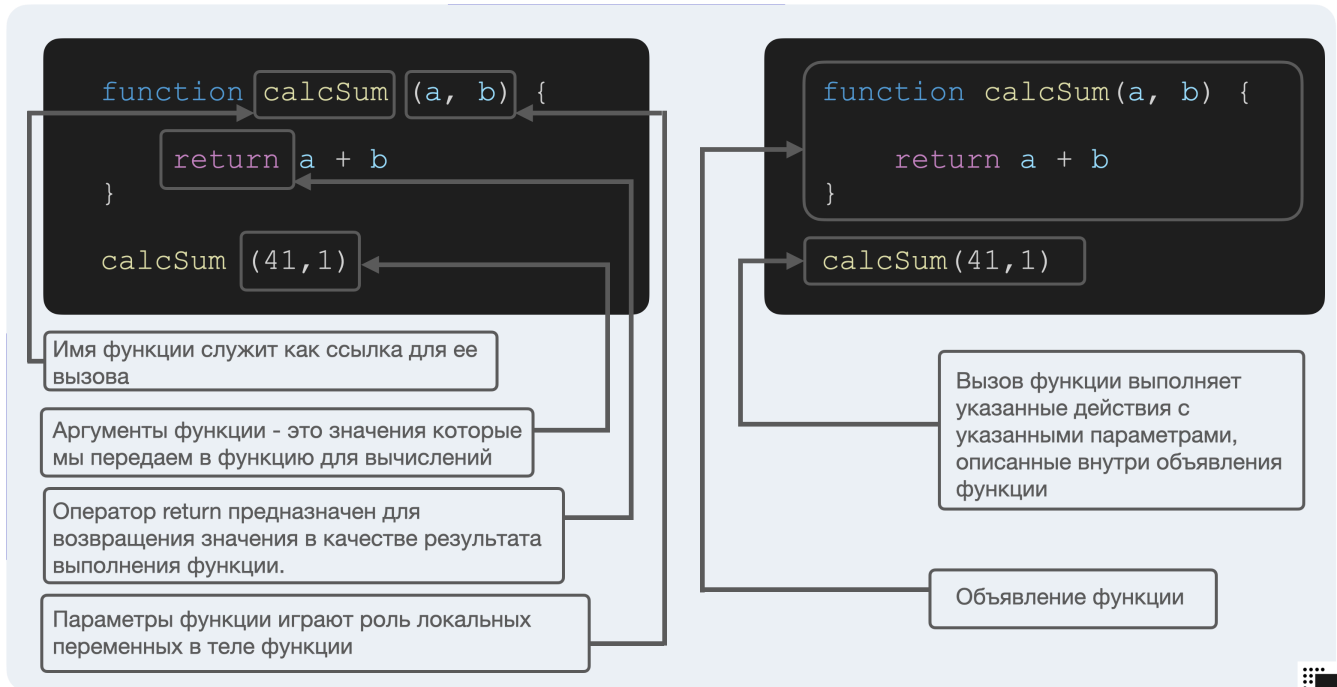 function calcSum (a, b) {
return a + b
}
calcSum (41,1)
Имя функции служит как ссылка для ее
вызова
Аргументы функции - это значения которые
мы передаем в функцию для вычислений
Оператор return предназначен для
возвращения значения в качестве результата
выполнения функции.
Параметры функции играют роль локальных
переменных в теле функции
function calcSum(a, b) {
return a + b
}
calcSum(41,1)
Вызов функции выполняет
указанные действия с
указанными параметрами,
описанные внутри объявления
функции
Объявление функции